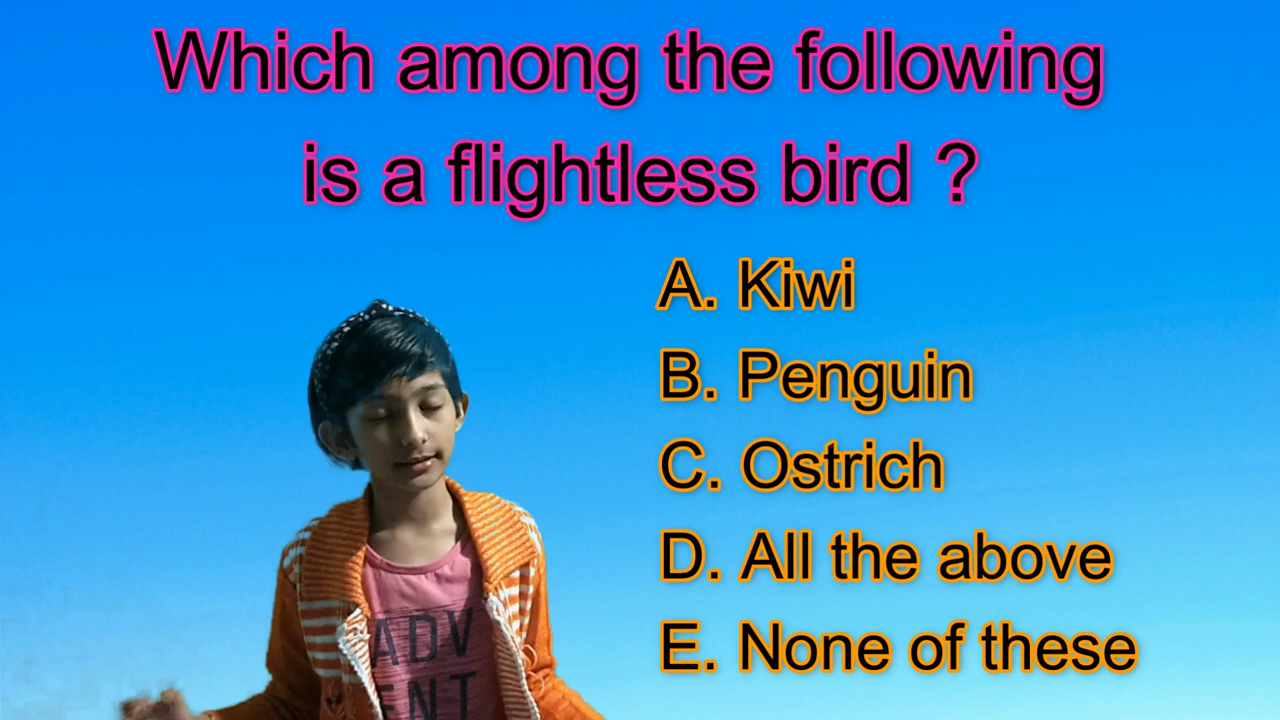 Which among the following
is a flightless bird ?
A. Kiwi
B. Penguin
C. Ostrich
D. All the above
E. None of these
ADV
ENT